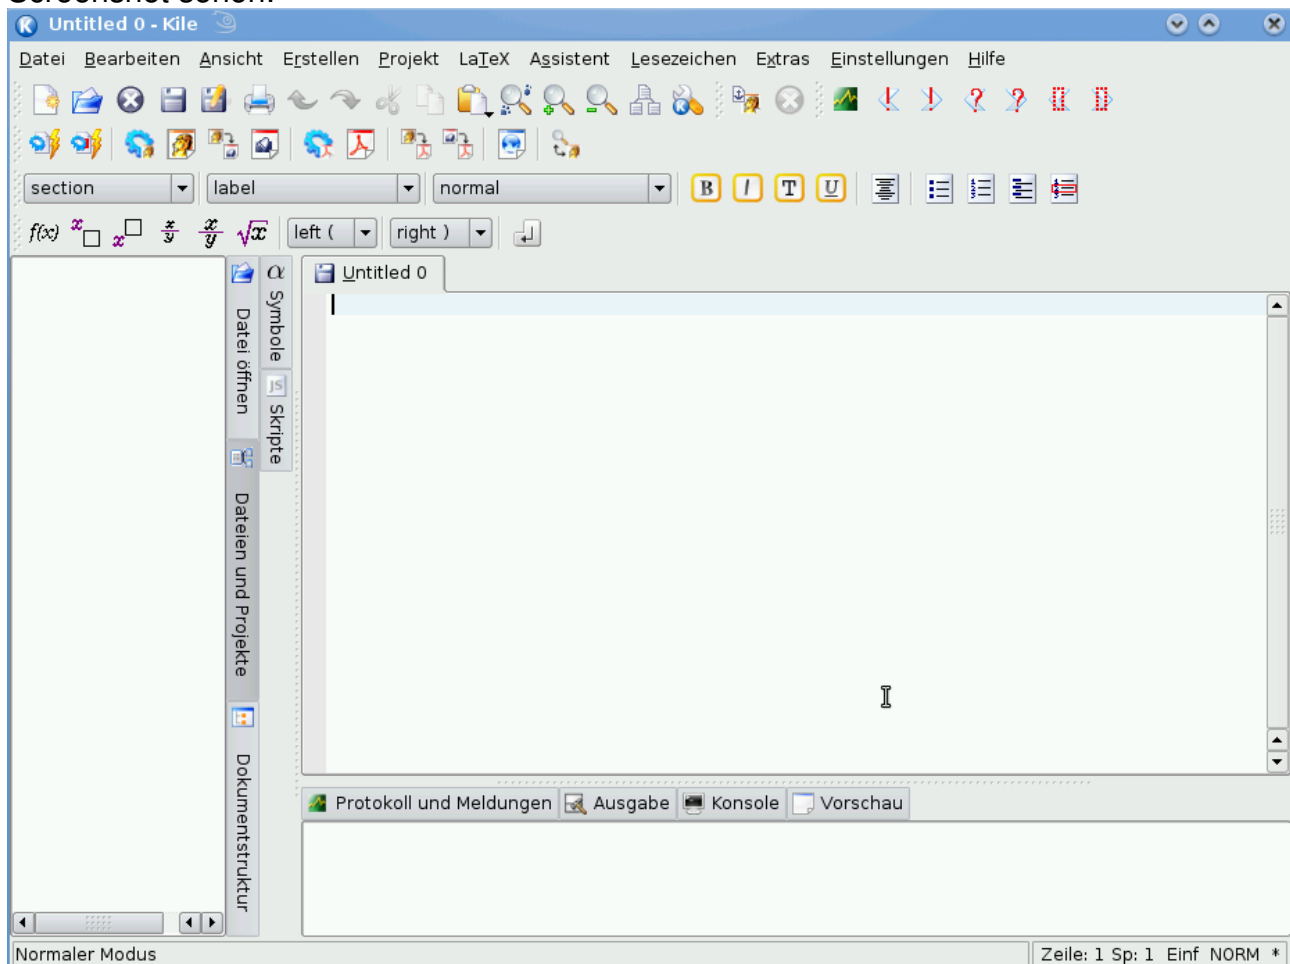 Untitled 0 - Kile
Datei Bearbeiten Ansicht Erstellen Projekt LaTeX Assistent Lesezeichen Extras Einstellungen Hilfe
section label normal B I T U
f(x) x x x y x y √x left ( right )
Datei öffnen
Dateien und Projekte
Dokumentstruktur
α Symbole
JS Skripte
Untitled 0
Protokoll und Meldungen Ausgabe Konsole Vorschau
Normaler Modus Zeile: 1 Sp: 1 Einf NORM *